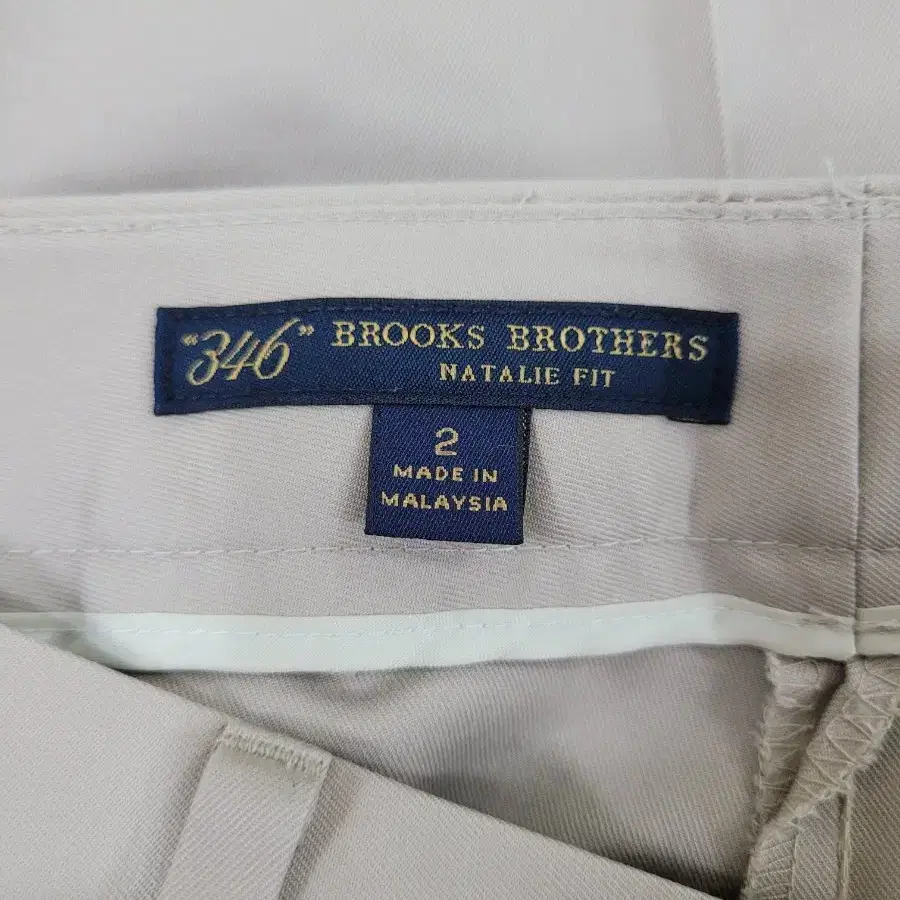 "346" BROOKS BROTHERS
NATALIE FIT
2
MADE IN
MALAYSIA